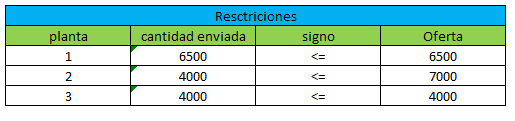 Resctriciones
planta cantidad enviada signo Oferta
1 6500 <= 6500
2 4000 <= 7000
3 4000 <= 4000